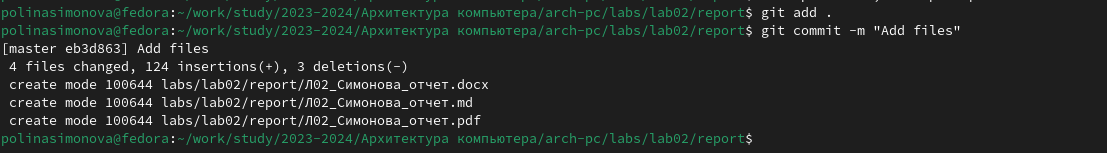 polinasimonova@fedora:~/work/study/2023-2024/Архитектура компьютера/arch-pc/labs/lab02/report$ git add .
polinasimonova@fedora:~/work/study/2023-2024/Архитектура компьютера/arch-pc/labs/lab02/report$ git commit -m "Add files"
[master eb3d863] Add files
 4 files changed, 124 insertions(+), 3 deletions(-)
 create mode 100644 labs/lab02/report/Л02_Симонова_отчет.docx
 create mode 100644 labs/lab02/report/Л02_Симонова_отчет.md
 create mode 100644 labs/lab02/report/Л02_Симонова_отчет.pdf
polinasimonova@fedora:~/work/study/2023-2024/Архитектура компьютера/arch-pc/labs/lab02/report$